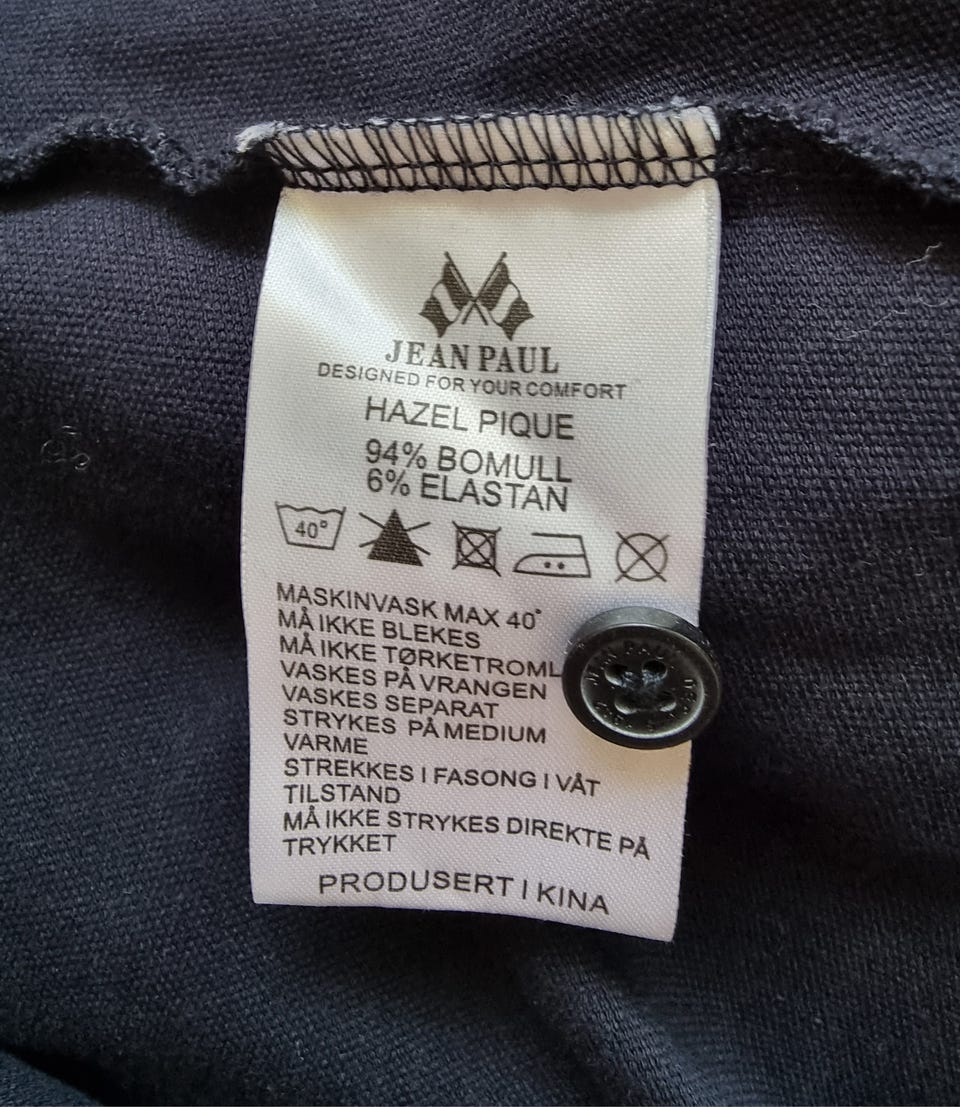 JEAN PAUL
DESIGNED FOR YOUR COMFORT
HAZEL PIQUE
94% BOMULL
6% ELASTAN
40°
MASKINVASK MAX 40°
MÅ IKKE BLEKES
MÅ IKKE TØRKETROML
VASKES PÅ VRANGEN
VASKES SEPARAT
STRYKES PÅ MEDIUM
VARME
STREKKES I FASONG I VÅT
TILSTAND
MÅ IKKE STRYKES DIREKTE PÅ
TRYKKET
PRODUSERT I KINA
JEAN PAUL